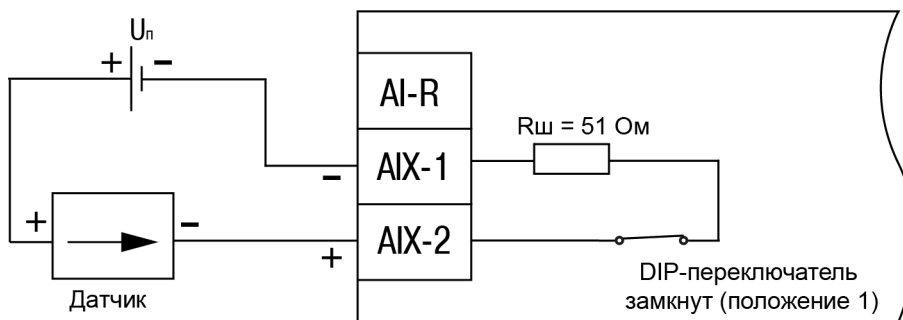 Uп
+ –
AI-R
Rш = 51 Ом
– AIX-1
+ –
+ AIX-2
Датчик
DIP-переключатель
замкнут (положение 1)